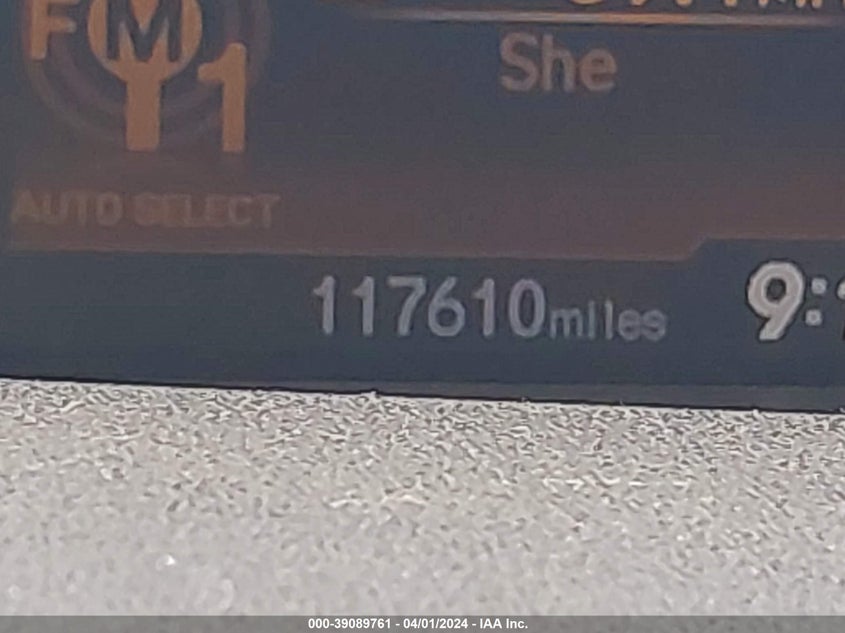 FM 1
She
AUTO SELECT
117610miles
9:
000-39089761 - 04/01/2024 - IAA Inc.